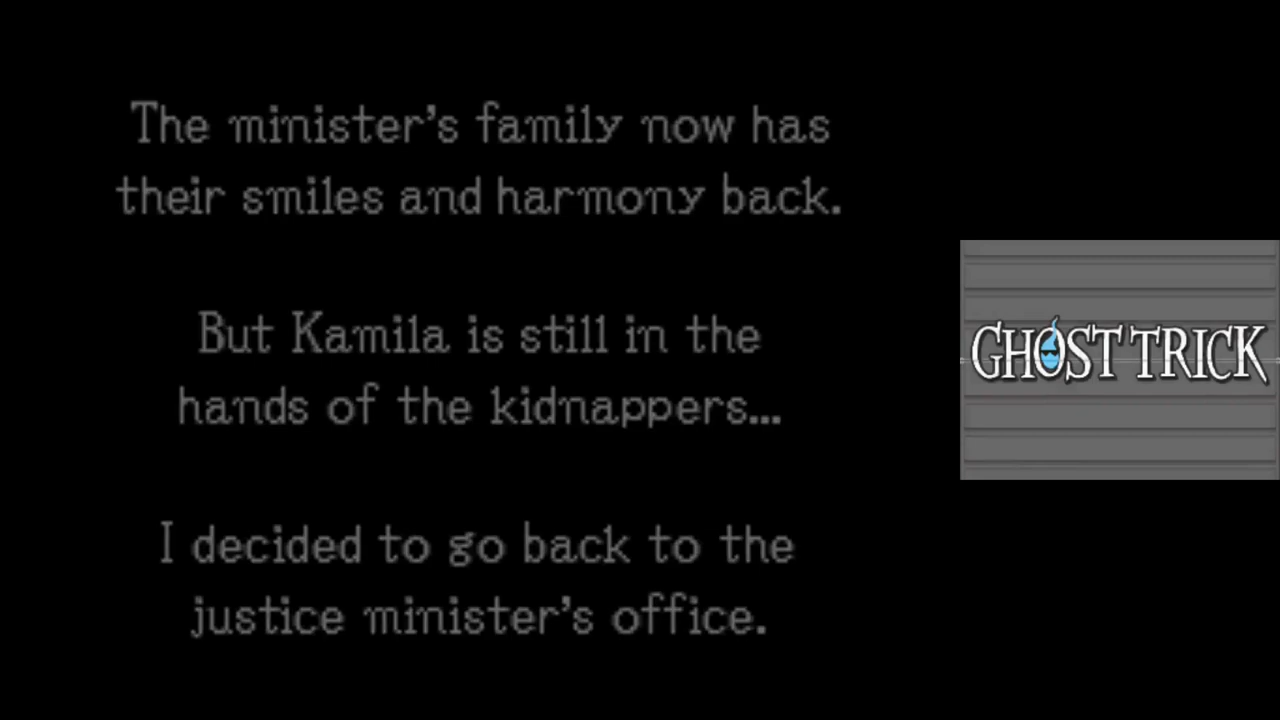 The minister’s family now has
their smiles and harmony back.
But Kamila is still in the
hands of the kidnappers...
I decided to go back to the
justice minister’s office.
GHOST TRICK